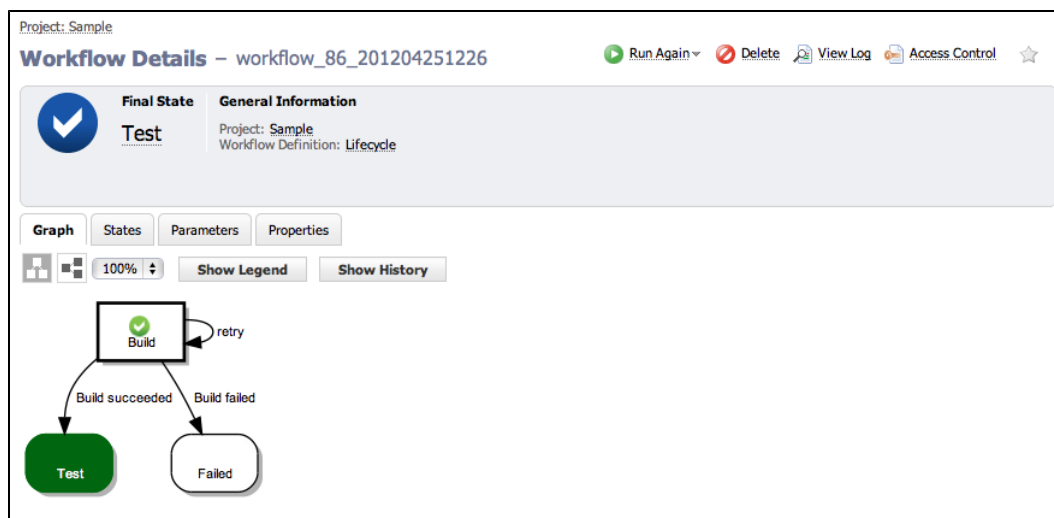 Project: Sample
Workflow Details – workflow_86_201204251226
Run Again
Delete
View Log
Access Control
Final State
Test
General Information
Project: Sample
Workflow Definition: Lifecycle
Graph
States
Parameters
Properties
100%
Show Legend
Show History
Build
retry
Build succeeded
Build failed
Test
Failed